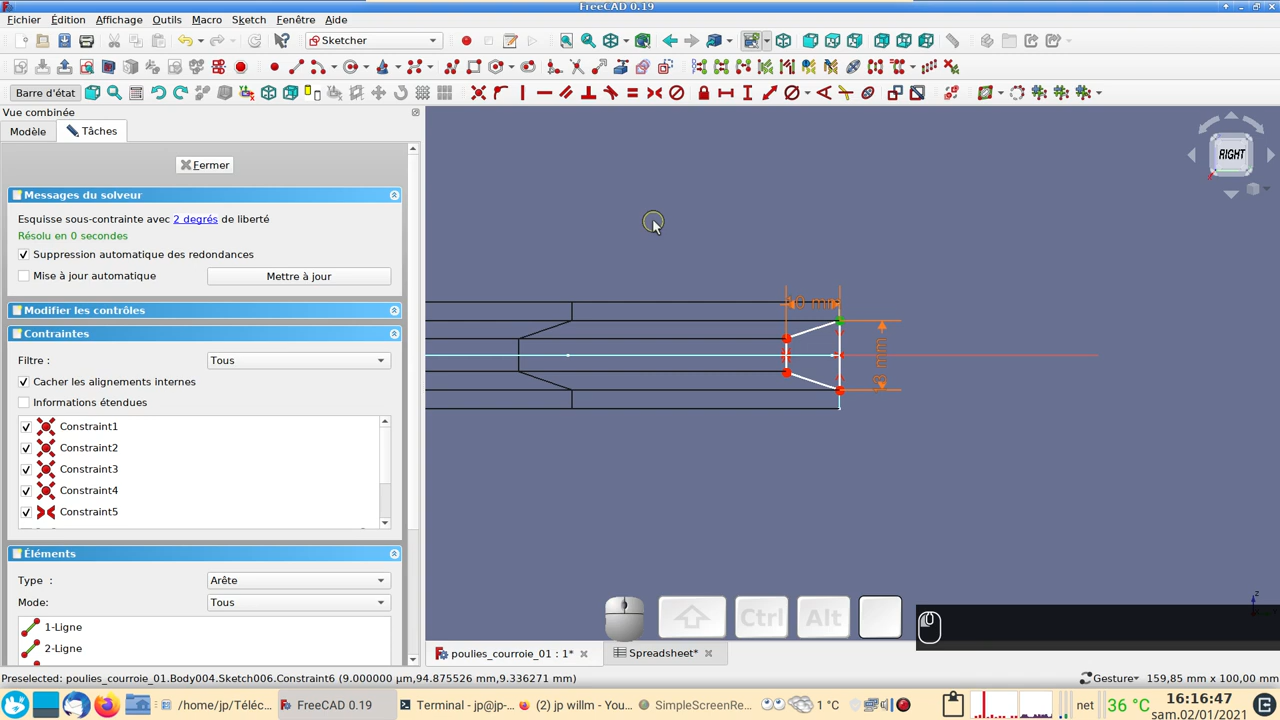 FreeCAD 0.19
Fichier Édition Affichage Outils Macro Sketch Fenêtre Aide
Sketcher
Barre d'état
Vue combinée
Modèle Tâches
Fermer
Messages du solveur
Esquisse sous-contrainte avec 2 degrés de liberté
Résolu en 0 secondes
Suppression automatique des redondances
Mise à jour automatique Mettre à jour
Modifier les contrôles
Contraintes
Filtre : Tous
Cacher les alignements internes
Informations étendues
Constraint1
Constraint2
Constraint3
Constraint4
Constraint5
Éléments
Type : Arête
Mode: Tous
1-Ligne
2-Ligne
RIGHT
mm
mm
z
Ctrl Alt
poulies_courroie_01 : 1* Spreadsheet*
Preselected: poulies_courroie_01.Body004.Sketch006.Constraint6 (9.000000 µm,94.875526 mm,9.336271 mm) Gesture 159,85 mm x 100,00 mm
/home/jp/Téléc... FreeCAD 0.19 Terminal - jp@jp-... (2) jp willm - You... SimpleScreenRe... 1 °C net 36 °C 16:16:47
sam.02/01/2021